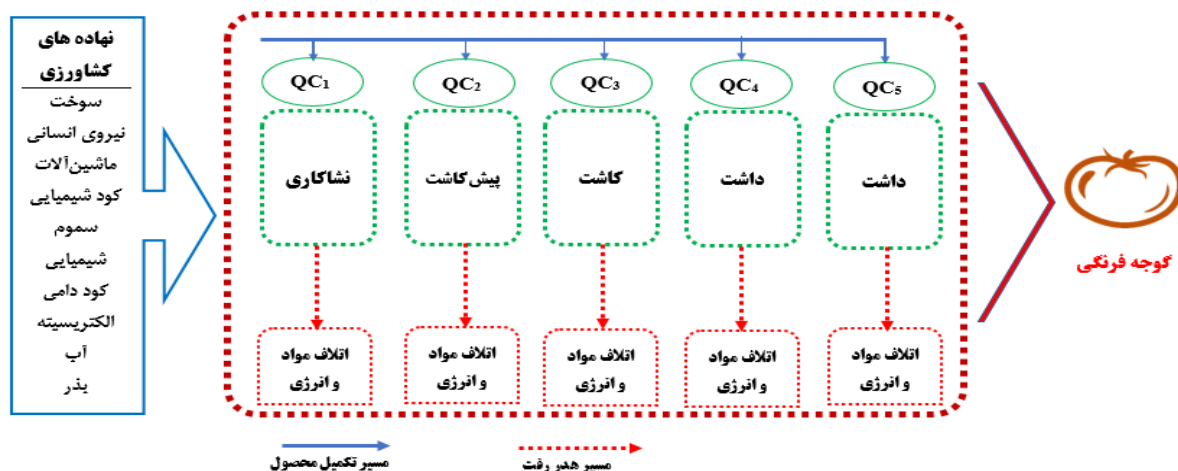 نهاده های
کشاورزی
سوخت
نیروی انسانی
ماشین‌آلات
کود شیمیایی
سموم
شیمیایی
کود دامی
الکتریسیته
آب
یذر
QC1
QC2
QC3
QC4
QC5
نشاکاری
پیش کاشت
کاشت
داشت
داشت
اتلاف مواد
و انرژی
اتلاف مواد
و انرژی
اتلاف مواد
و انرژی
اتلاف مواد
و انرژی
اتلاف مواد
و انرژی
گوجه فرنگی
مسیر تکمیل محصول
مسیر هدر رفت